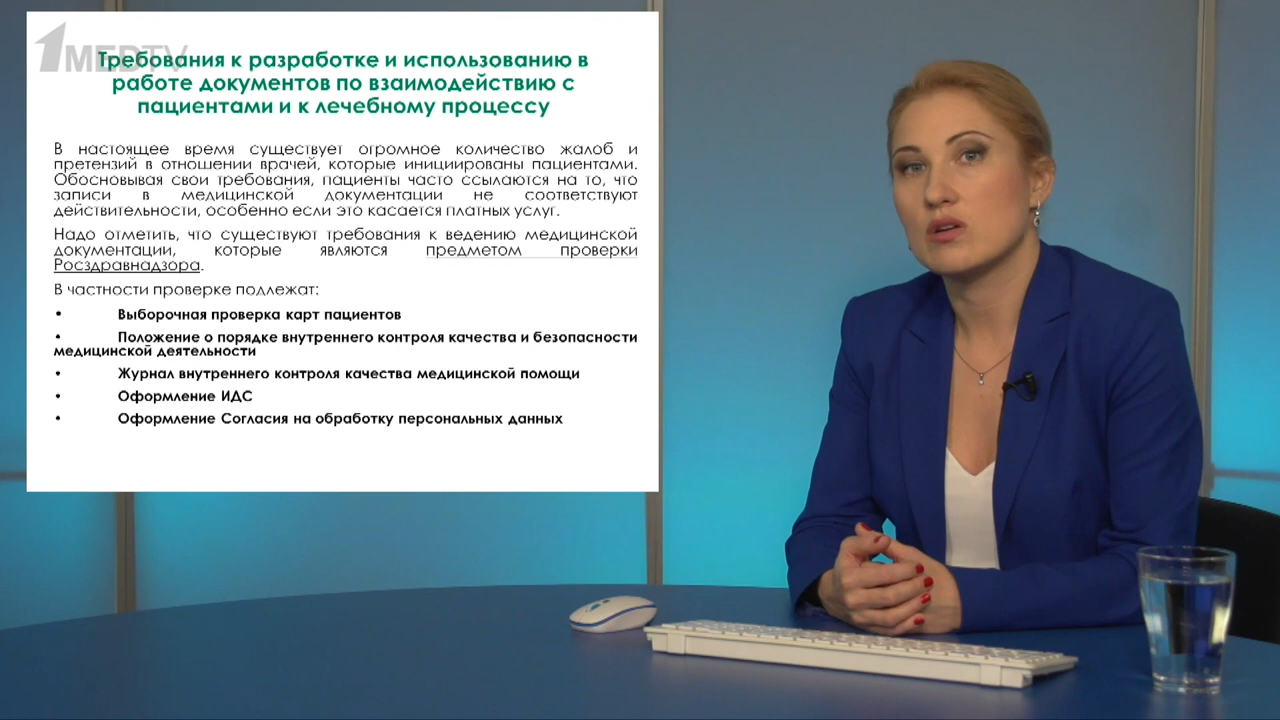 1MEDTV
Требования к разработке и использованию в
работе документов по взаимодействию с
пациентами и к лечебному процессу
В настоящее время существует огромное количество жалоб и
претензий в отношении врачей, которые инициированы пациентами.
Обосновывая свои требования, пациенты часто ссылаются на то, что
записи в медицинской документации не соответствуют
действительности, особенно если это касается платных услуг.
Надо отметить, что существуют требования к ведению медицинской
документации, которые являются предметом проверки
Росздравнадзора.
В частности проверке подлежат:
• Выборочная проверка карт пациентов
• Положение о порядке внутреннего контроля качества и безопасности
медицинской деятельности
• Журнал внутреннего контроля качества медицинской помощи
• Оформление ИДС
• Оформление Согласия на обработку персональных данных